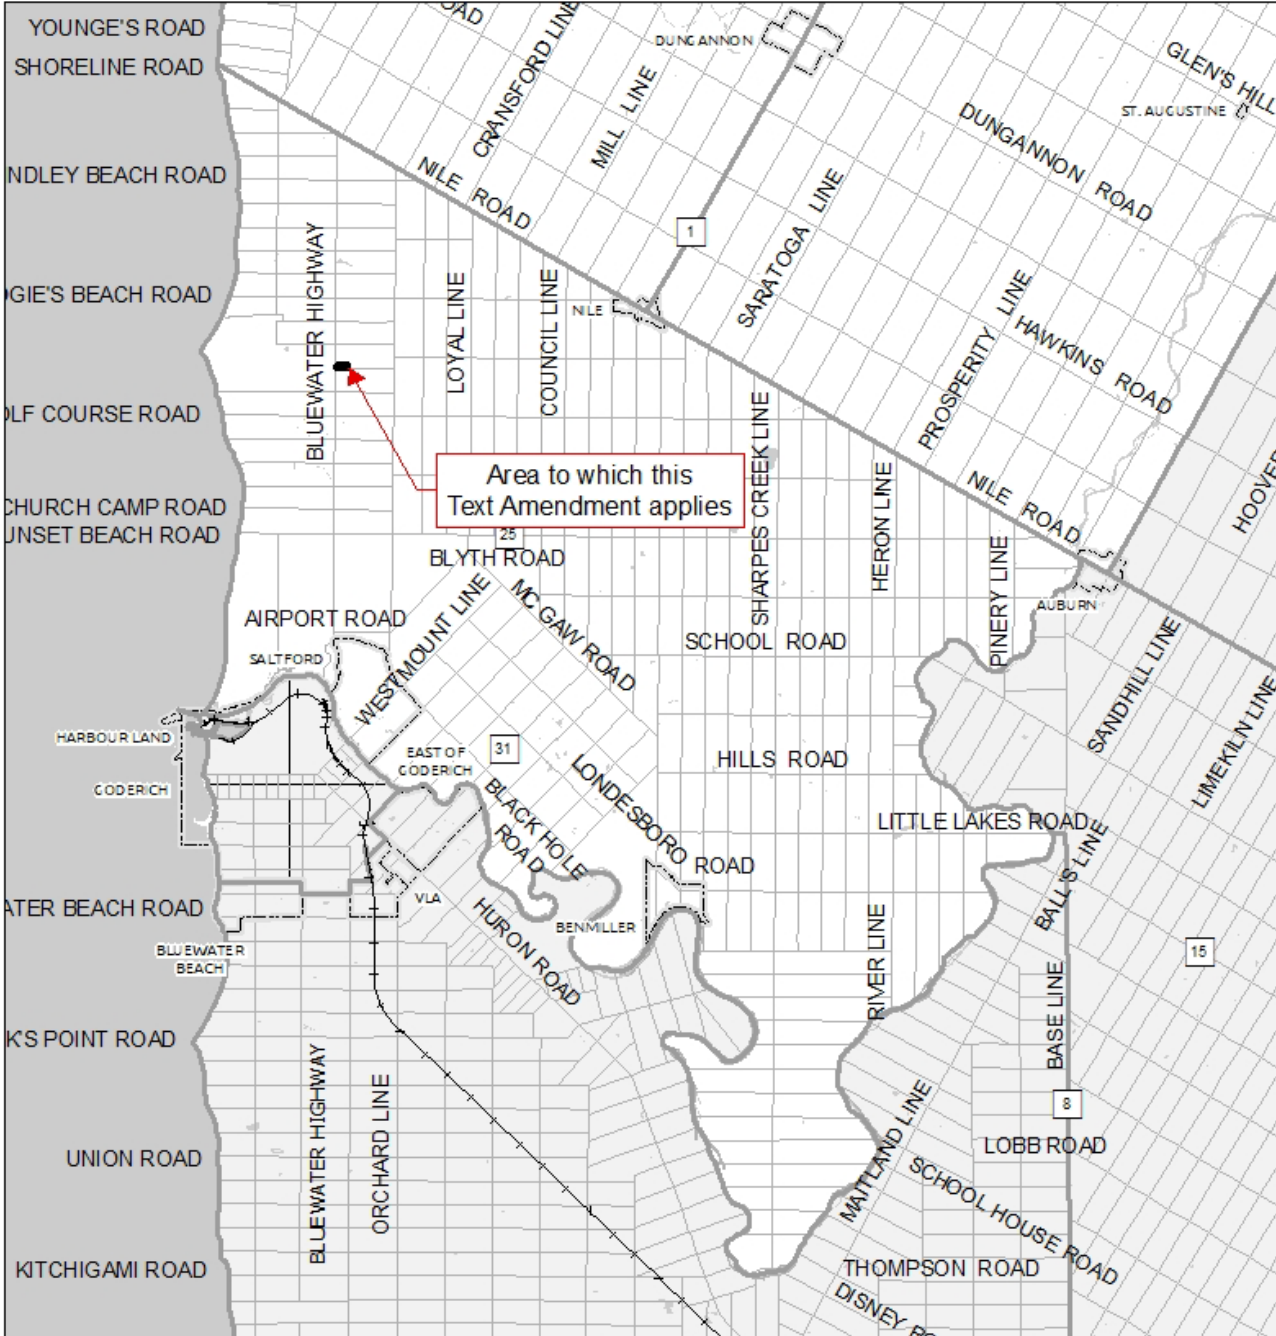 YOUNGE'S ROAD
SHORELINE ROAD
NDLEY BEACH ROAD
GIE'S BEACH ROAD
LF COURSE ROAD
CHURCH CAMP ROAD
UNSET BEACH ROAD
OAD
CRANSFORD LINE
MILL LINE
DUNGANNON
GLEN'S HILL
ST. AUGUSTINE
DUNGANNON ROAD
NILE ROAD
1
SARATOGA LINE
BLUEWATER HIGHWAY
LOYAL LINE
COUNCIL LINE
NILE
PROSPERITY LINE
HAWKINS ROAD
Area to which this
Text Amendment applies
SHARPES CREEK LINE
HERON LINE
NILE ROAD
HOOVER
25
BLYTH ROAD
PINERY LINE
AUBURN
AIRPORT ROAD
SALTFORD
WESTMOUNT LINE
MC GAW ROAD
SCHOOL ROAD
SANDHILL LINE
LIMEKILN LINE
HARBOUR LAND
GODERICH
EAST OF
GODERICH
31
HILLS ROAD
LONDESBORO ROAD
BLACK HOLE
ROAD
LITTLE LAKES ROAD
BALL'S LINE
ATER BEACH ROAD
VLA
BLUEWATER
BEACH
HURON ROAD
BENMILLER
RIVER LINE
15
BASE LINE
K'S POINT ROAD
BLUEWATER HIGHWAY
ORCHARD LINE
8
MAITLAND LINE
LOBB ROAD
UNION ROAD
SCHOOL HOUSE ROAD
KITCHIGAMI ROAD
THOMPSON ROAD
DISNEY RO